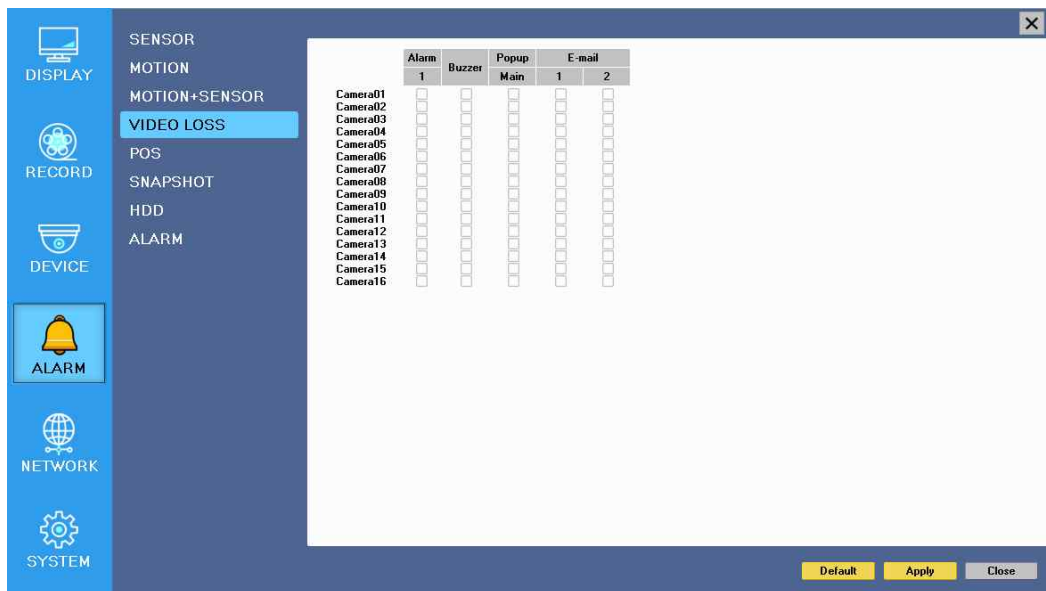 DISPLAY
RECORD
DEVICE
ALARM
NETWORK
SYSTEM
SENSOR
MOTION
MOTION+SENSOR
VIDEO LOSS
POS
SNAPSHOT
HDD
ALARM
Alarm Buzzer Popup E-mail
1 Main 1 2
Camera01
Camera02
Camera03
Camera04
Camera05
Camera06
Camera07
Camera08
Camera09
Camera10
Camera11
Camera12
Camera13
Camera14
Camera15
Camera16
Default Apply Close